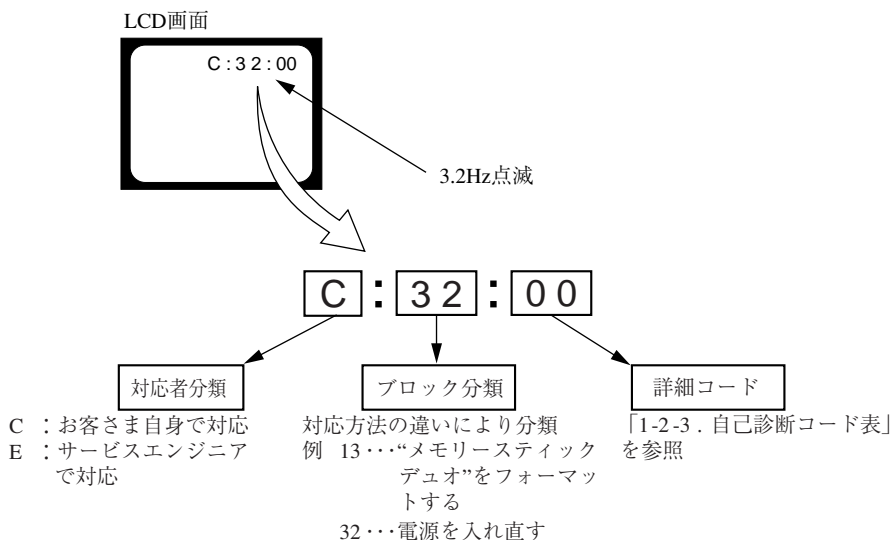 LCD画面
C:32:00
3.2Hz点滅
C:32:00
対応者分類
C ：お客さま自身で対応
E ：サービスエンジニア
で対応
ブロック分類
対応方法の違いにより分類
例 13･･･“メモリースティック
デュオ”をフォーマッ
トする
32･･･電源を入れ直す
詳細コード
「1-2-3．自己診断コード表」
を参照